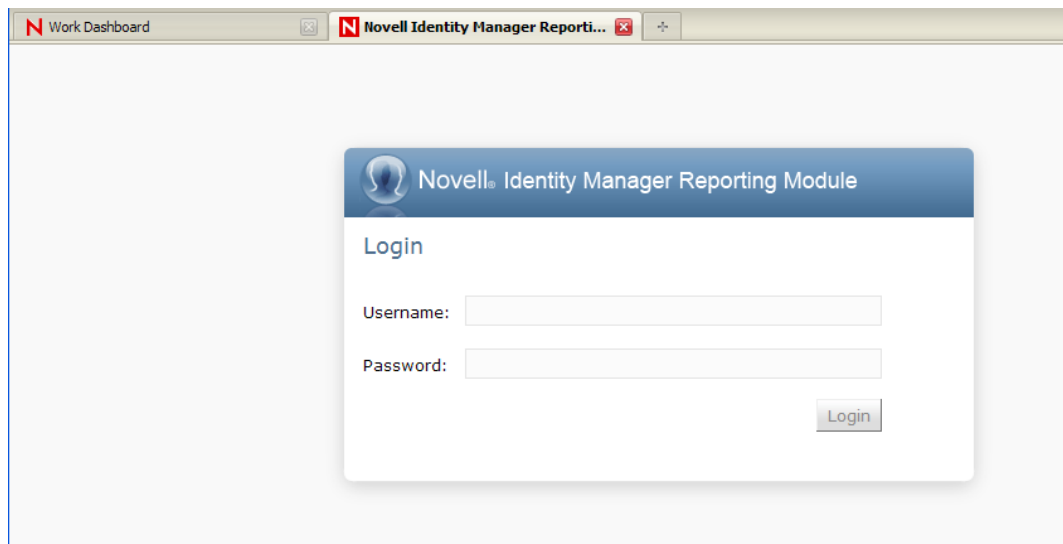 Work Dashboard Novell Identity Manager Reporti...
Novell® Identity Manager Reporting Module
Login
Username:
Password:
Login